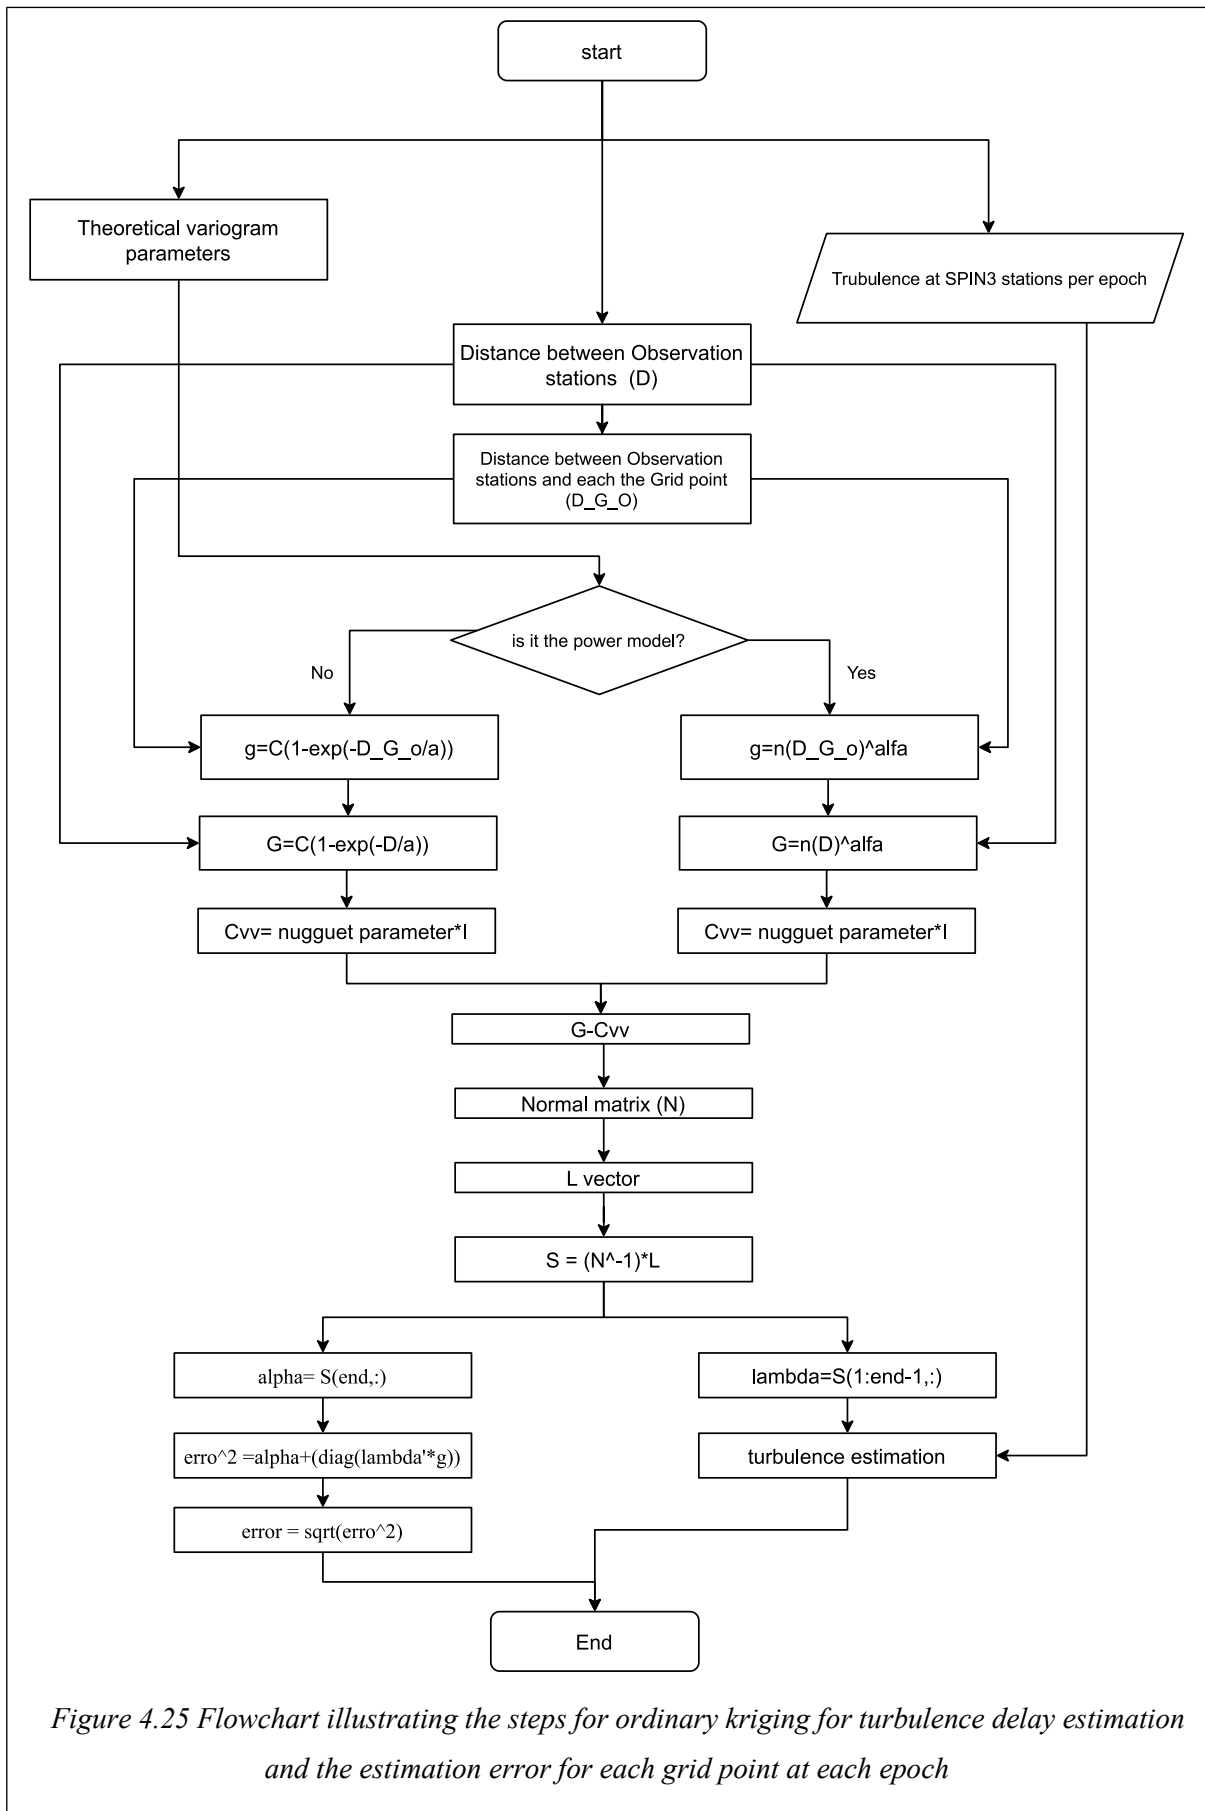 start
Theoretical variogram
parameters
Trubulence at SPIN3 stations per epoch
Distance between Observation
stations (D)
Distance between Observation
stations and each the Grid point
(D_G_O)
is it the power model?
No
Yes
g=C(1-exp(-D_G_o/a))
g=n(D_G_o)^alfa
G=C(1-exp(-D/a))
G=n(D)^alfa
Cvv= nugguet parameter*I
Cvv= nugguet parameter*I
G-Cvv
Normal matrix (N)
L vector
S = (N^-1)*L
alpha= S(end,:)
lambda=S(1:end-1,:)
erro^2 =alpha+(diag(lambda'*g))
turbulence estimation
error = sqrt(erro^2)
End
Figure 4.25 Flowchart illustrating the steps for ordinary kriging for turbulence delay estimation
and the estimation error for each grid point at each epoch